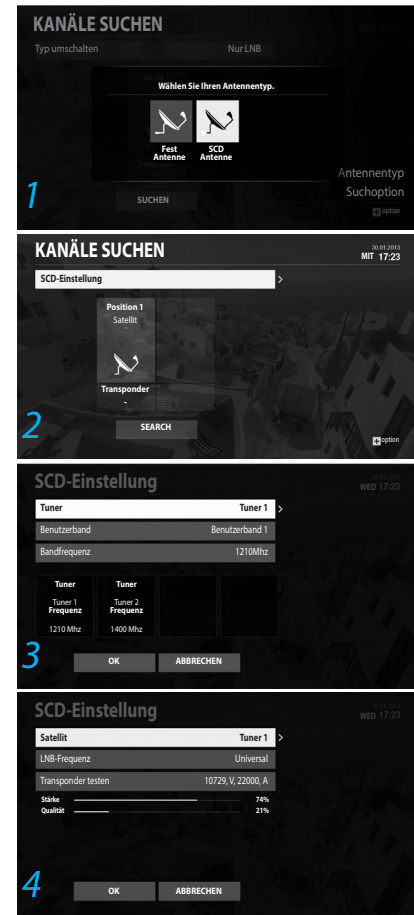 KANÄLE SUCHEN
WED 17:23
Typ umschalten Nur LNB
Wählen Sie Ihren Antennentyp.
Fest Antenne
SCD Antenne
Antennentyp
Suchoption
SUCHEN
option
1
KANÄLE SUCHEN
30.01.2013
MIT 17:23
SCD-Einstellung >
Position 1
Satellit
-
Transponder
-
SEARCH
option
2
SCD-Einstellung
WED 17:23
Tuner Tuner 1 >
Benutzerband Benutzerband 1
Bandfrequenz 1210Mhz
Tuner Tuner
Tuner 1 Tuner 2
Frequenz Frequenz
1210 Mhz 1400 Mhz
OK ABBRECHEN
3
SCD-Einstellung
WED 17:23
Satellit Tuner 1 >
LNB-Frequenz Universal
Transponder testen 10729, V, 22000, A
Stärke 74%
Qualität 21%
OK ABBRECHEN
4